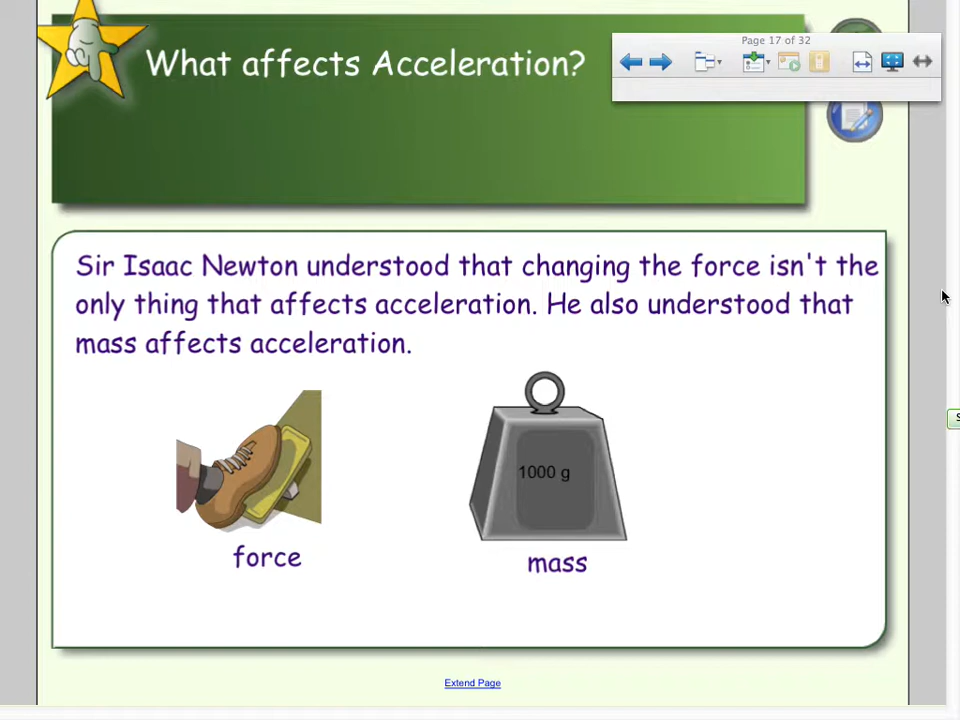 What affects Acceleration?
Page 17 of 32
Sir Isaac Newton understood that changing the force isn't the
only thing that affects acceleration. He also understood that
mass affects acceleration.
1000 g
force
mass
Extend Page